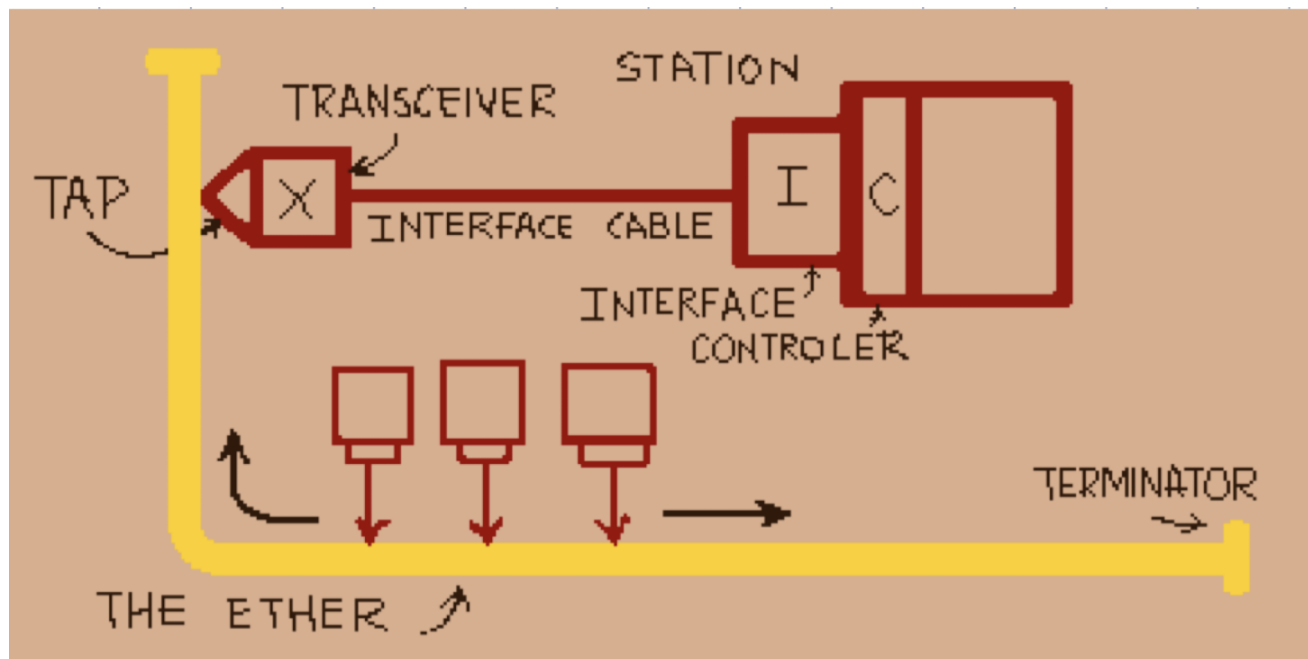 STATION
TRANSCEIVER
TAP
X
I
C
INTERFACE CABLE
INTERFACE
CONTROLER
TERMINATOR
THE ETHER